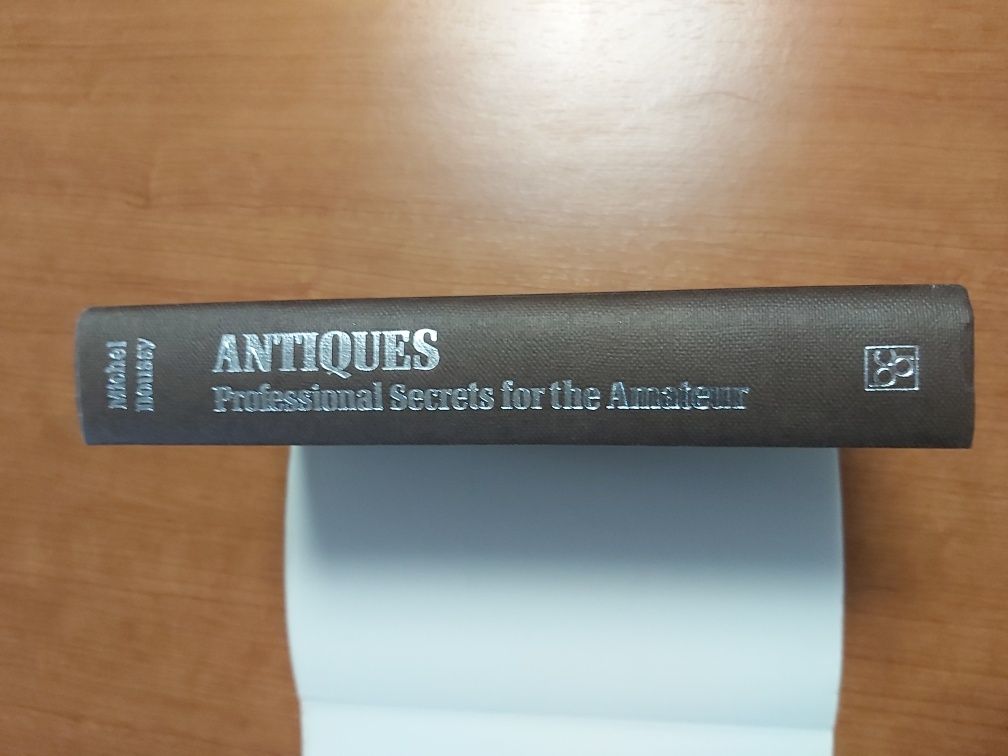 Michel
Doussy
ANTIQUES
Professional Secrets for the Amateur